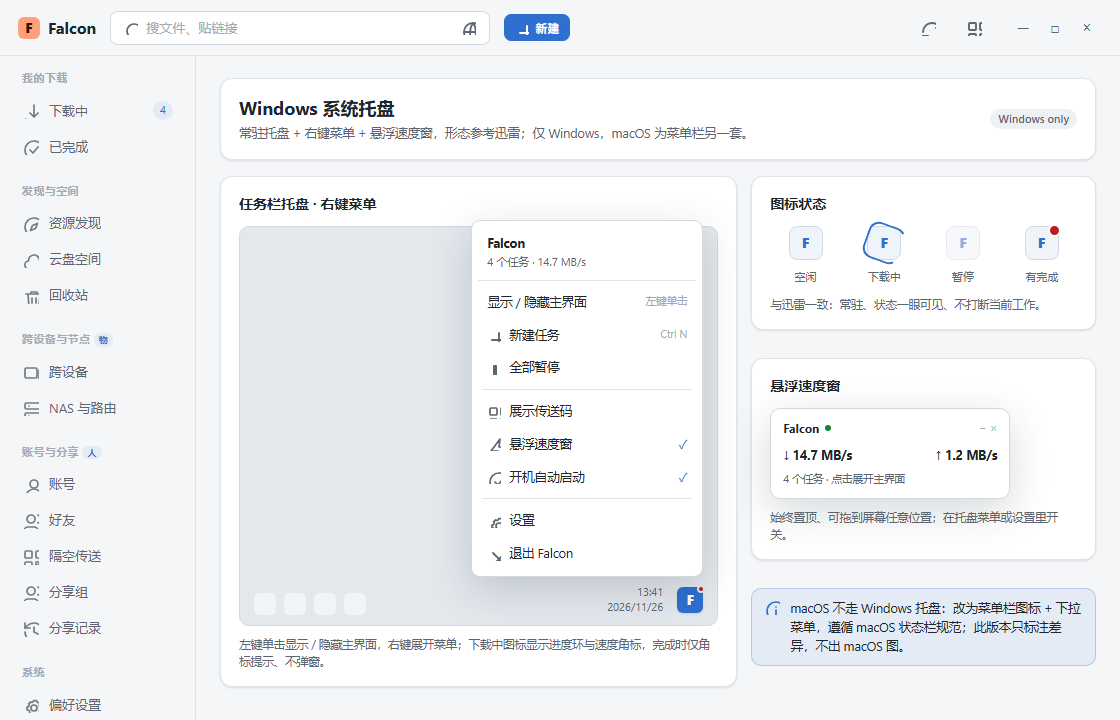 F Falcon
搜文件、贴链接
新建
我的下载
下载中 4
已完成
发现与空间
资源发现
云盘空间
回收站
跨设备与节点 物
跨设备
NAS 与路由
账号与分享 人
账号
好友
隔空传送
分享组
分享记录
系统
偏好设置
Windows 系统托盘
常驻托盘 + 右键菜单 + 悬浮速度窗，形态参考迅雷；仅 Windows，macOS 为菜单栏另一套。
Windows only
任务栏托盘 · 右键菜单
Falcon
4 个任务 · 14.7 MB/s
显示 / 隐藏主界面 左键单击
新建任务 Ctrl N
全部暂停
展示传送码
悬浮速度窗 ✓
开机自动启动 ✓
设置
退出 Falcon
13:41
2026/11/26
F
左键单击显示 / 隐藏主界面，右键展开菜单；下载中图标显示进度环与速度角标，完成时仅角
标提示、不弹窗。
图标状态
F F F F
空闲 下载中 暂停 有完成
与迅雷一致：常驻、状态一眼可见、不打断当前工作。
悬浮速度窗
Falcon
↓ 14.7 MB/s ↑ 1.2 MB/s
4 个任务 · 点击展开主界面
始终置顶、可拖到屏幕任意位置；在托盘菜单或设置里开
关。
macOS 不走 Windows 托盘：改为菜单栏图标 + 下拉
菜单，遵循 macOS 状态栏规范；此版本只标注差
异，不出 macOS 图。